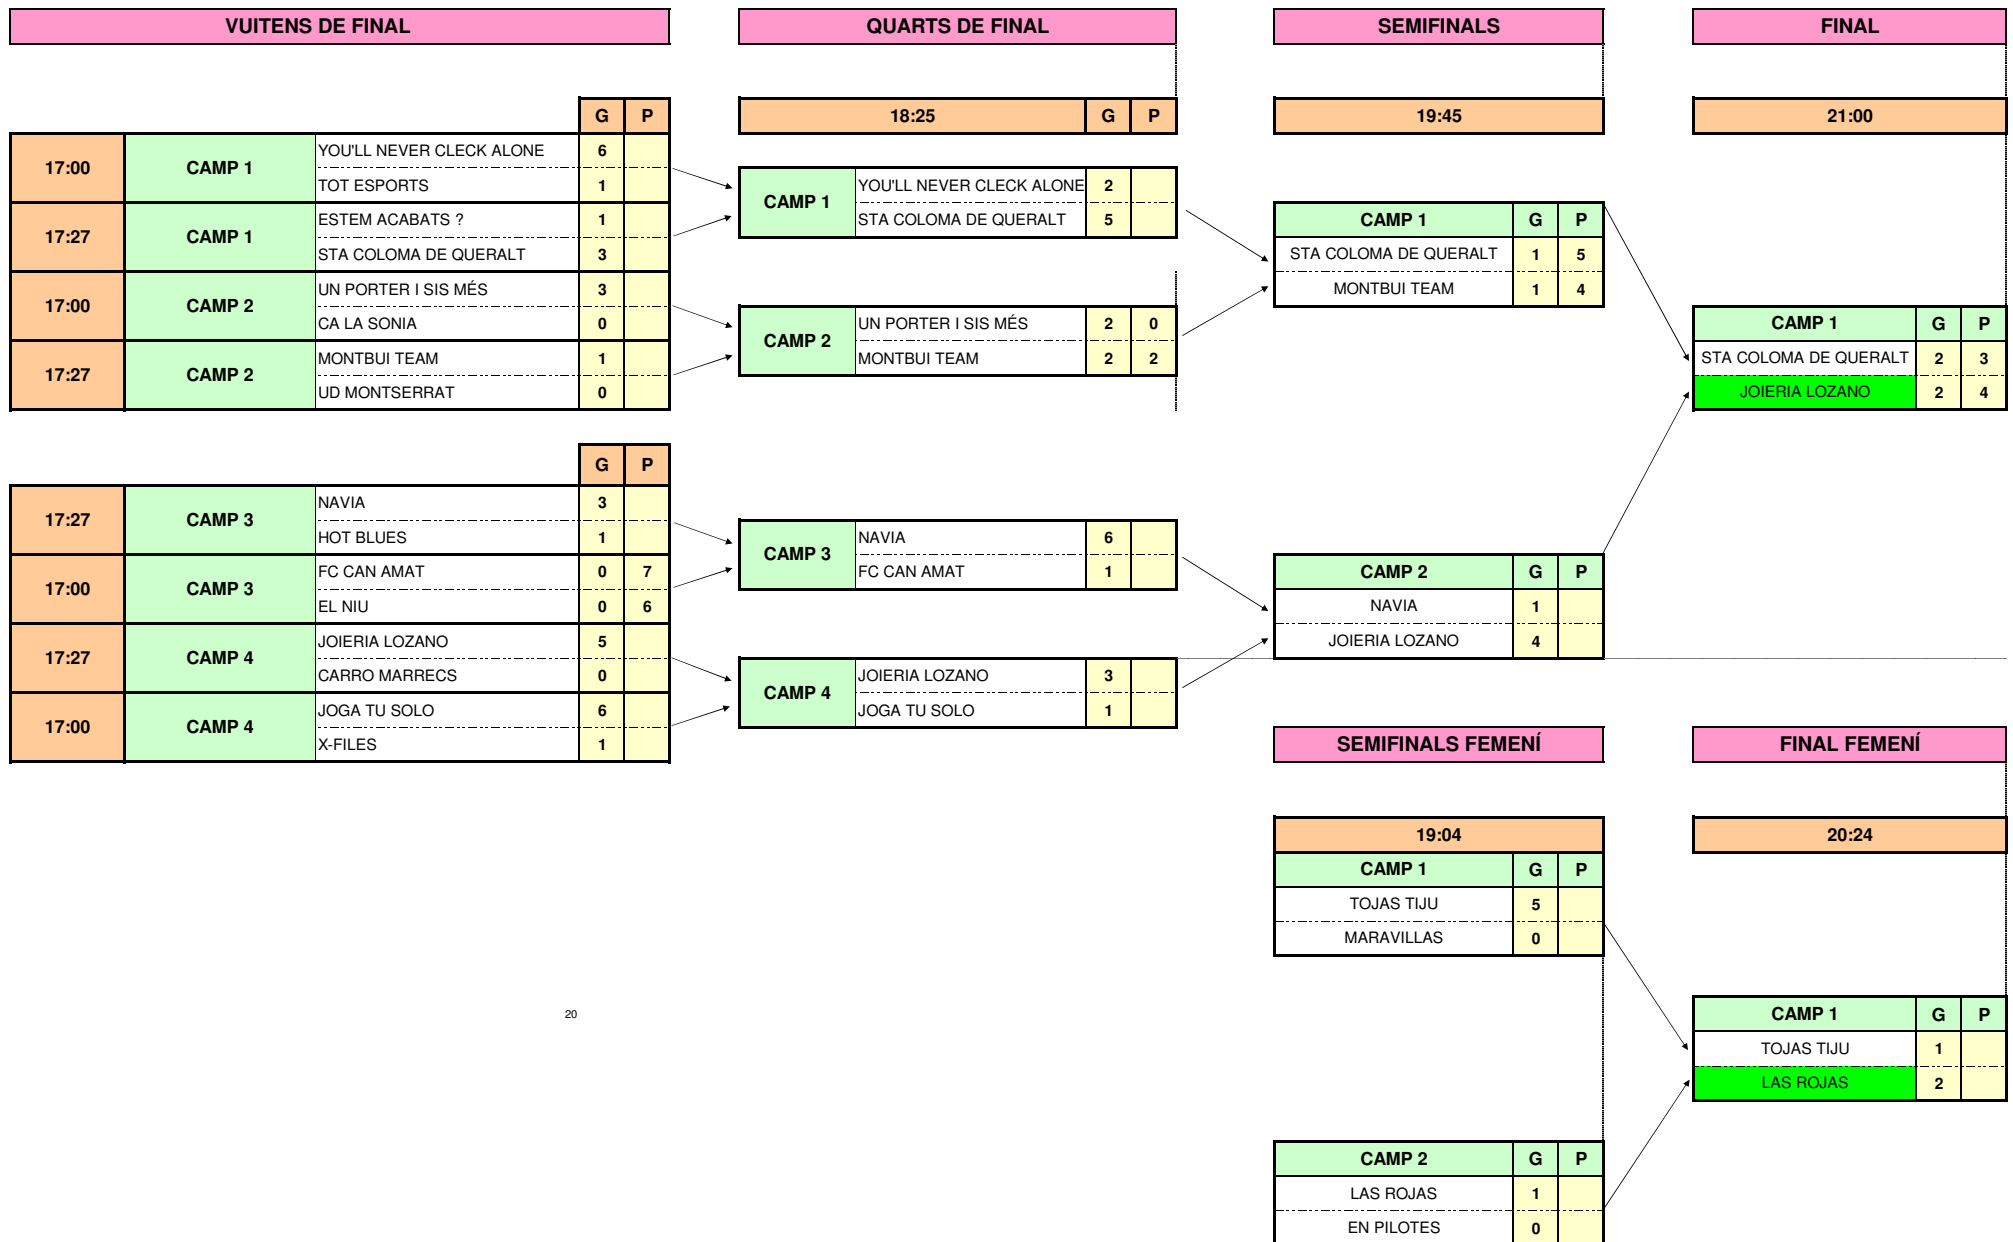 VUITENS DE FINAL
QUARTS DE FINAL
SEMIFINALS
FINAL
G P
18:25 G P
19:45
21:00
17:00 CAMP 1 YOU'LL NEVER CLECK ALONE 6
TOT ESPORTS 1
17:27 CAMP 1 ESTEM ACABATS ? 1
STA COLOMA DE QUERALT 3
17:00 CAMP 2 UN PORTER I SIS MÉS 3
CA LA SONIA 0
17:27 CAMP 2 MONTBUI TEAM 1
UD MONTSERRAT 0
G P
17:27 CAMP 3 NAVIA 3
HOT BLUES 1
17:00 CAMP 3 FC CAN AMAT 0 7
EL NIU 0 6
17:27 CAMP 4 JOIERIA LOZANO 5
CARRO MARRECS 0
17:00 CAMP 4 JOGA TU SOLO 6
X-FILES 1
CAMP 1 YOU'LL NEVER CLECK ALONE 2
STA COLOMA DE QUERALT 5
CAMP 2 UN PORTER I SIS MÉS 2 0
MONTBUI TEAM 2 2
CAMP 3 NAVIA 6
FC CAN AMAT 1
CAMP 4 JOIERIA LOZANO 3
JOGA TU SOLO 1
CAMP 1 G P
STA COLOMA DE QUERALT 1 5
MONTBUI TEAM 1 4
CAMP 2 G P
NAVIA 1
JOIERIA LOZANO 4
CAMP 1 G P
STA COLOMA DE QUERALT 2 3
JOIERIA LOZANO 2 4
SEMIFINALS FEMENÍ
FINAL FEMENÍ
19:04
20:24
CAMP 1 G P
TOJAS TIJU 5
MARAVILLAS 0
CAMP 1 G P
TOJAS TIJU 1
LAS ROJAS 2
CAMP 2 G P
LAS ROJAS 1
EN PILOTES 0
20